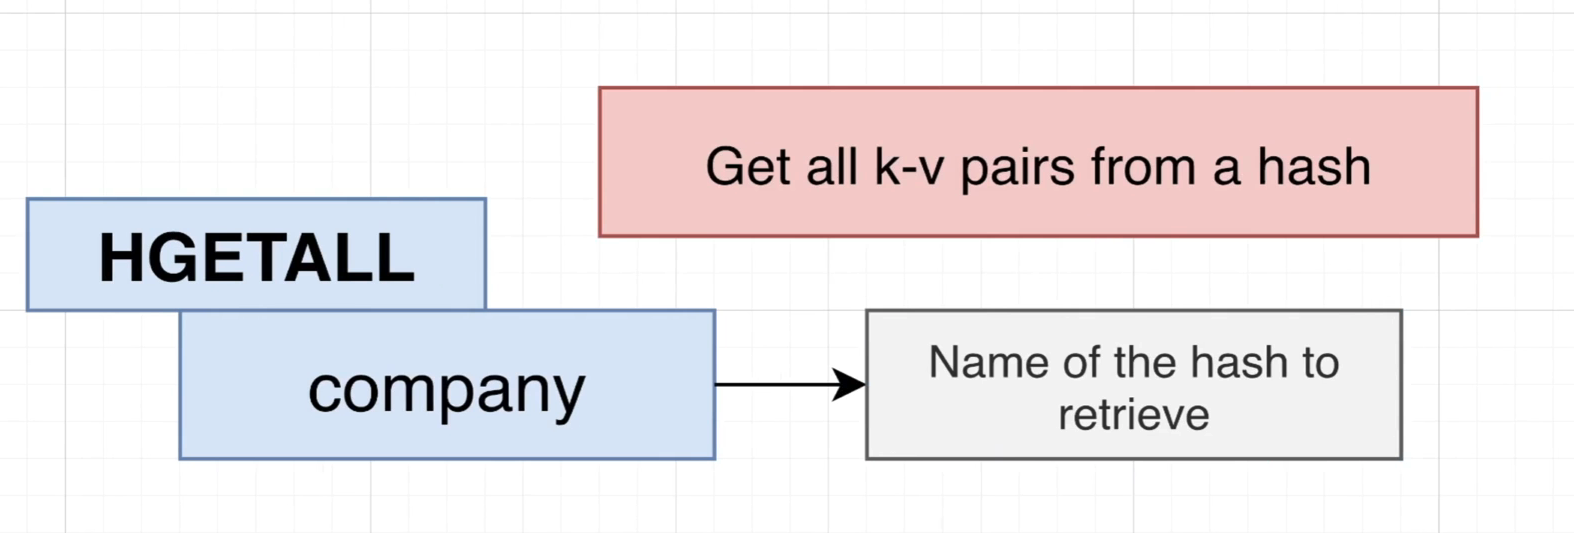 Get all k-v pairs from a hash
HGETALL
company
Name of the hash to
retrieve